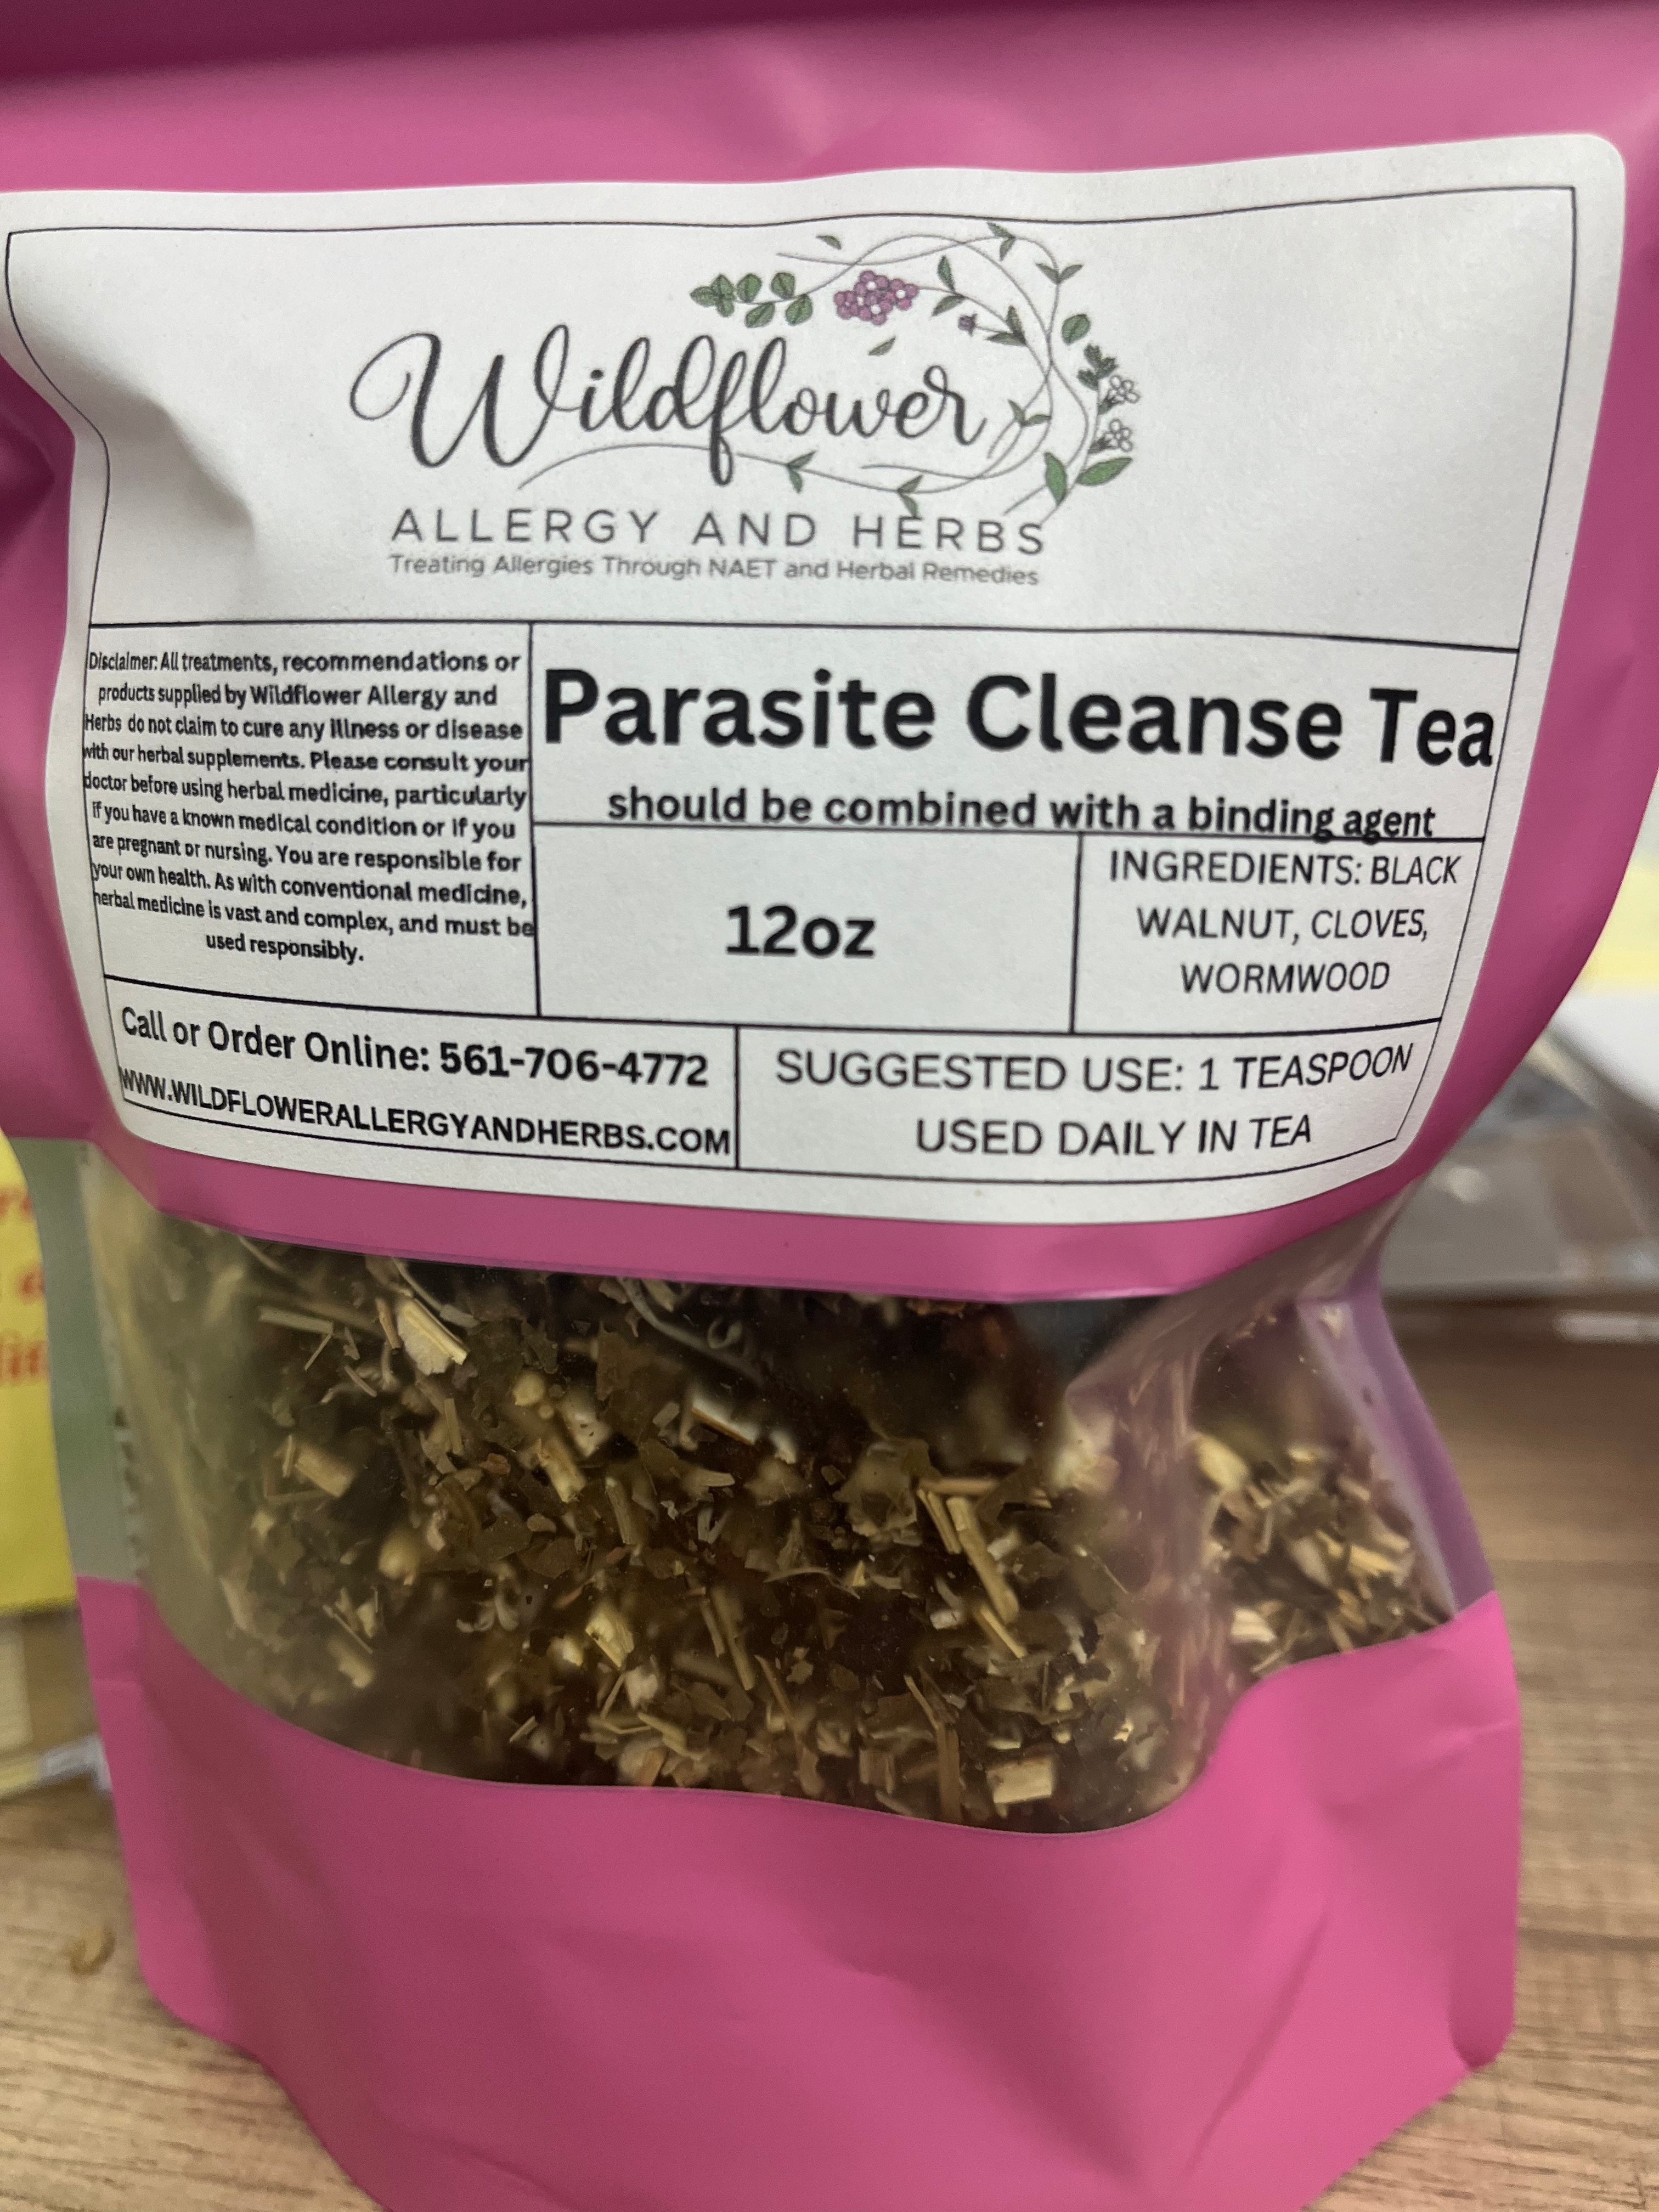 Wildflower
ALLERGY AND HERBS
Treating Allergies Through NAET and Herbal Remedies
Disclaimer: All treatments, recommendations or
products supplied by Wildflower Allergy and
Herbs do not claim to cure any illness or disease
with our herbal supplements. Please consult your
doctor before using herbal medicine, particularly
if you have a known medical condition or if you
are pregnant or nursing. You are responsible for
your own health. As with conventional medicine,
herbal medicine is vast and complex, and must be
used responsibly.
Parasite Cleanse Tea
should be combined with a binding agent
12oz
INGREDIENTS: BLACK
WALNUT, CLOVES,
WORMWOOD
Call or Order Online: 561-706-4772
WWW.WILDFLOWERALLERGYANDHERBS.COM
SUGGESTED USE: 1 TEASPOON
USED DAILY IN TEA